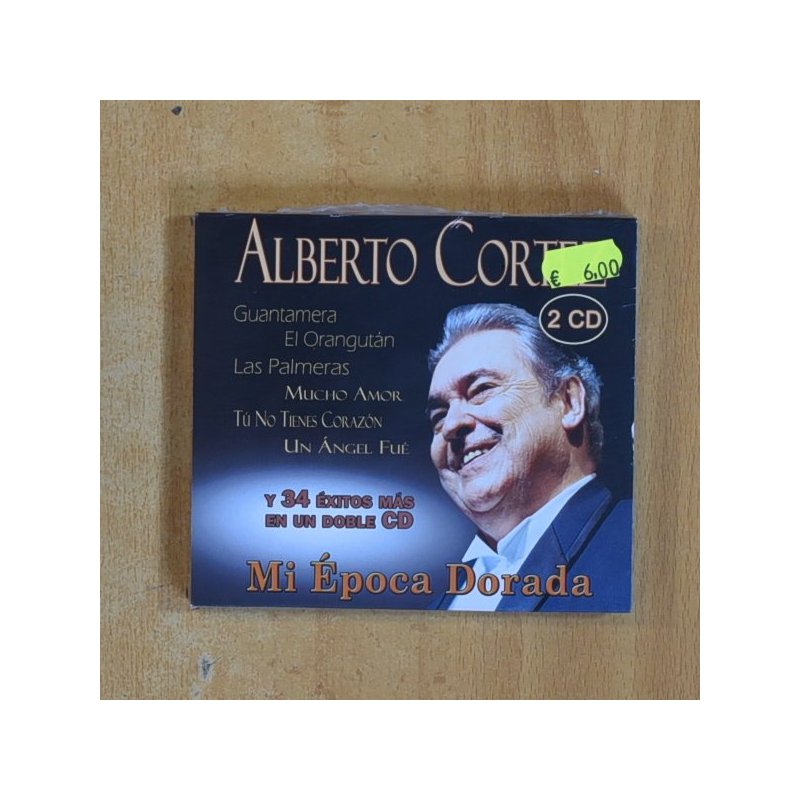 ALBERTO CORTEZ
€ 6,00
2 CD
Guantamera
El Orangután
Las Palmeras
MUCHO AMOR
TÚ NO TIENES CORAZÓN
UN ÁNGEL FUÉ
Y 34 ÉXITOS MÁS
EN UN DOBLE CD
Mi Época Dorada